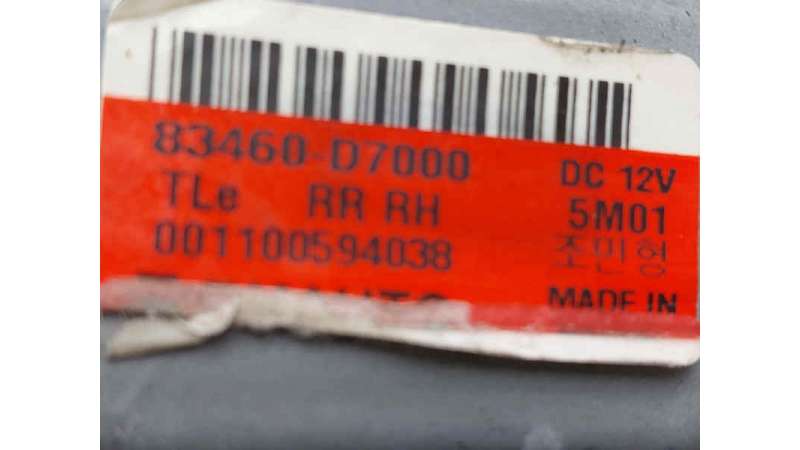 83460-D7000 DC 12V
TLe RR RH 5M01
001100594038 조민형
MADE IN